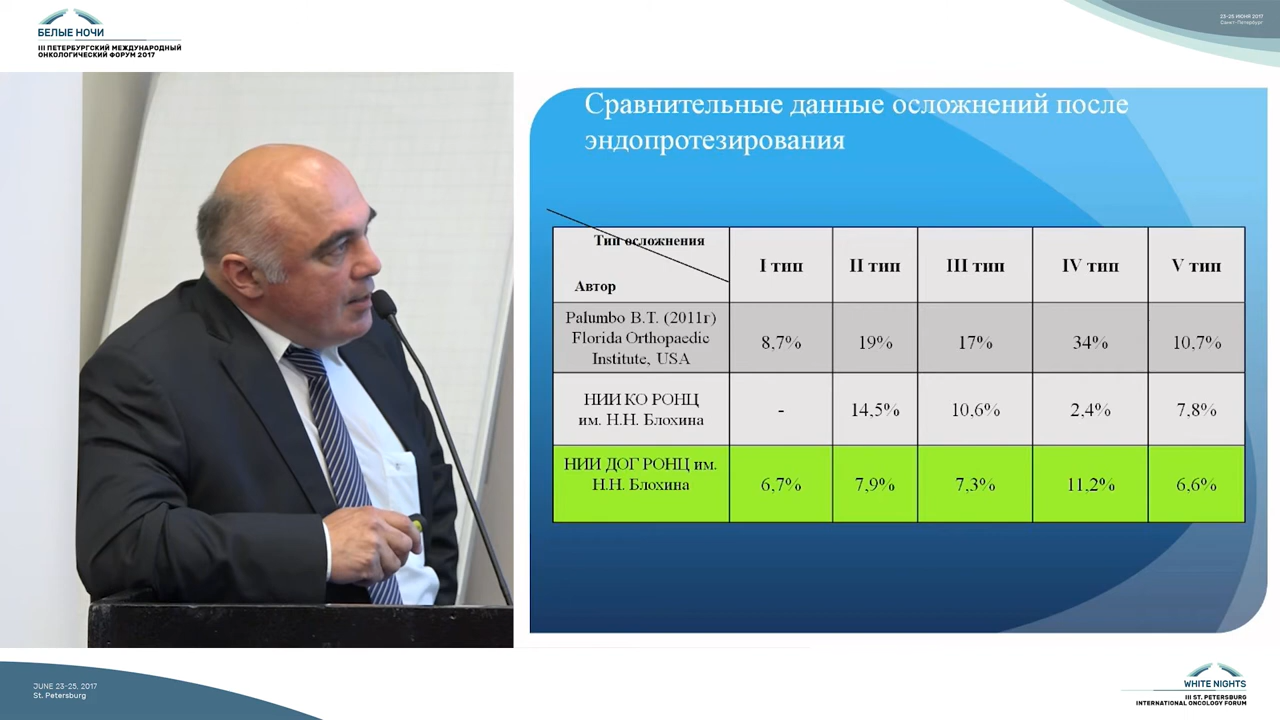 БЕЛЫЕ НОЧИ
III ПЕТЕРБУРГСКИЙ МЕЖДУНАРОДНЫЙ
ОНКОЛОГИЧЕСКИЙ ФОРУМ 2017
23-25 ИЮНЯ 2017
Санкт-Петербург
Сравнительные данные осложнений после
эндопротезирования
Тип осложнения
Автор
I тип
II тип
III тип
IV тип
V тип
Palumbo B.T. (2011г)
Florida Orthopaedic
Institute, USA
8,7%
19%
17%
34%
10,7%
НИИ КО РОНЦ
им. Н.Н. Блохина
-
14,5%
10,6%
2,4%
7,8%
НИИ ДОГ РОНЦ им.
Н.Н. Блохина
6,7%
7,9%
7,3%
11,2%
6,6%
JUNE 23-25, 2017
St. Petersburg
WHITE NIGHTS
III ST. PETERSBURG
INTERNATIONAL ONCOLOGY FORUM